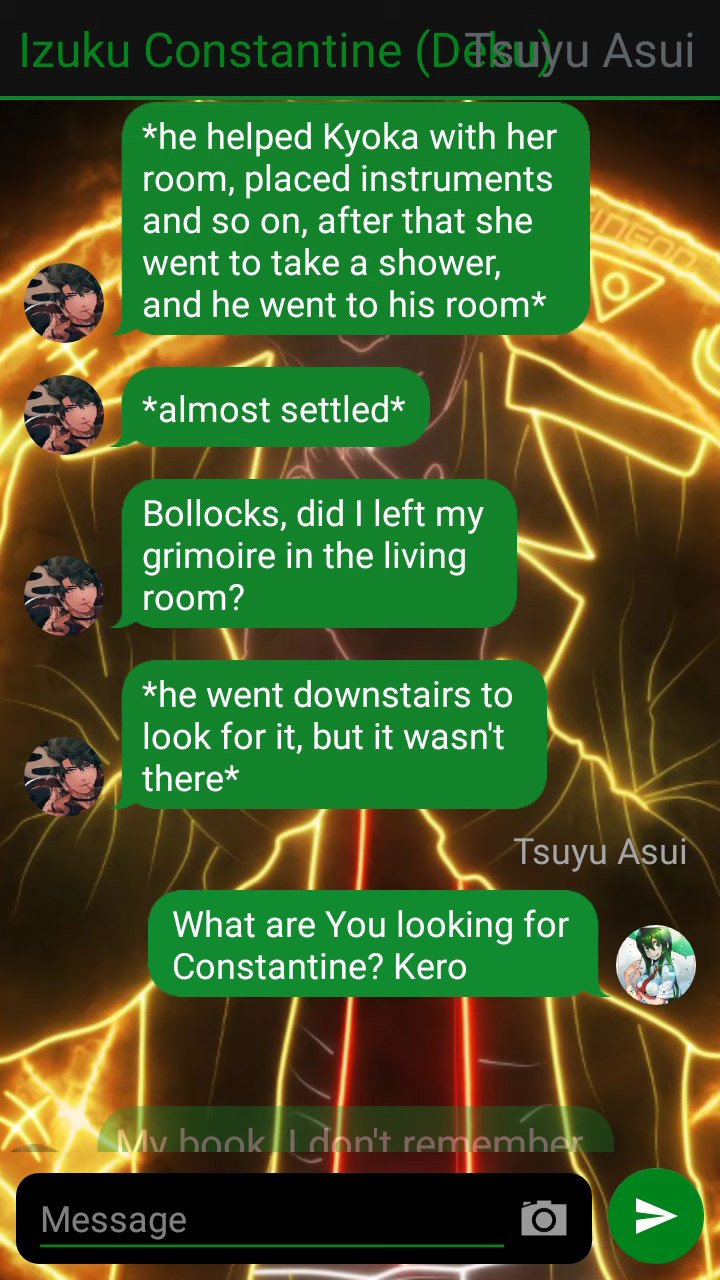 Izuku Constantine (Deku)
Tsuyu Asui
*he helped Kyoka with her
room, placed instruments
and so on, after that she
went to take a shower,
and he went to his room*
*almost settled*
Bollocks, did I left my
grimoire in the living
room?
*he went downstairs to
look for it, but it wasn't
there*
Tsuyu Asui
What are You looking for
Constantine? Kero
My book, I don't remember
Message